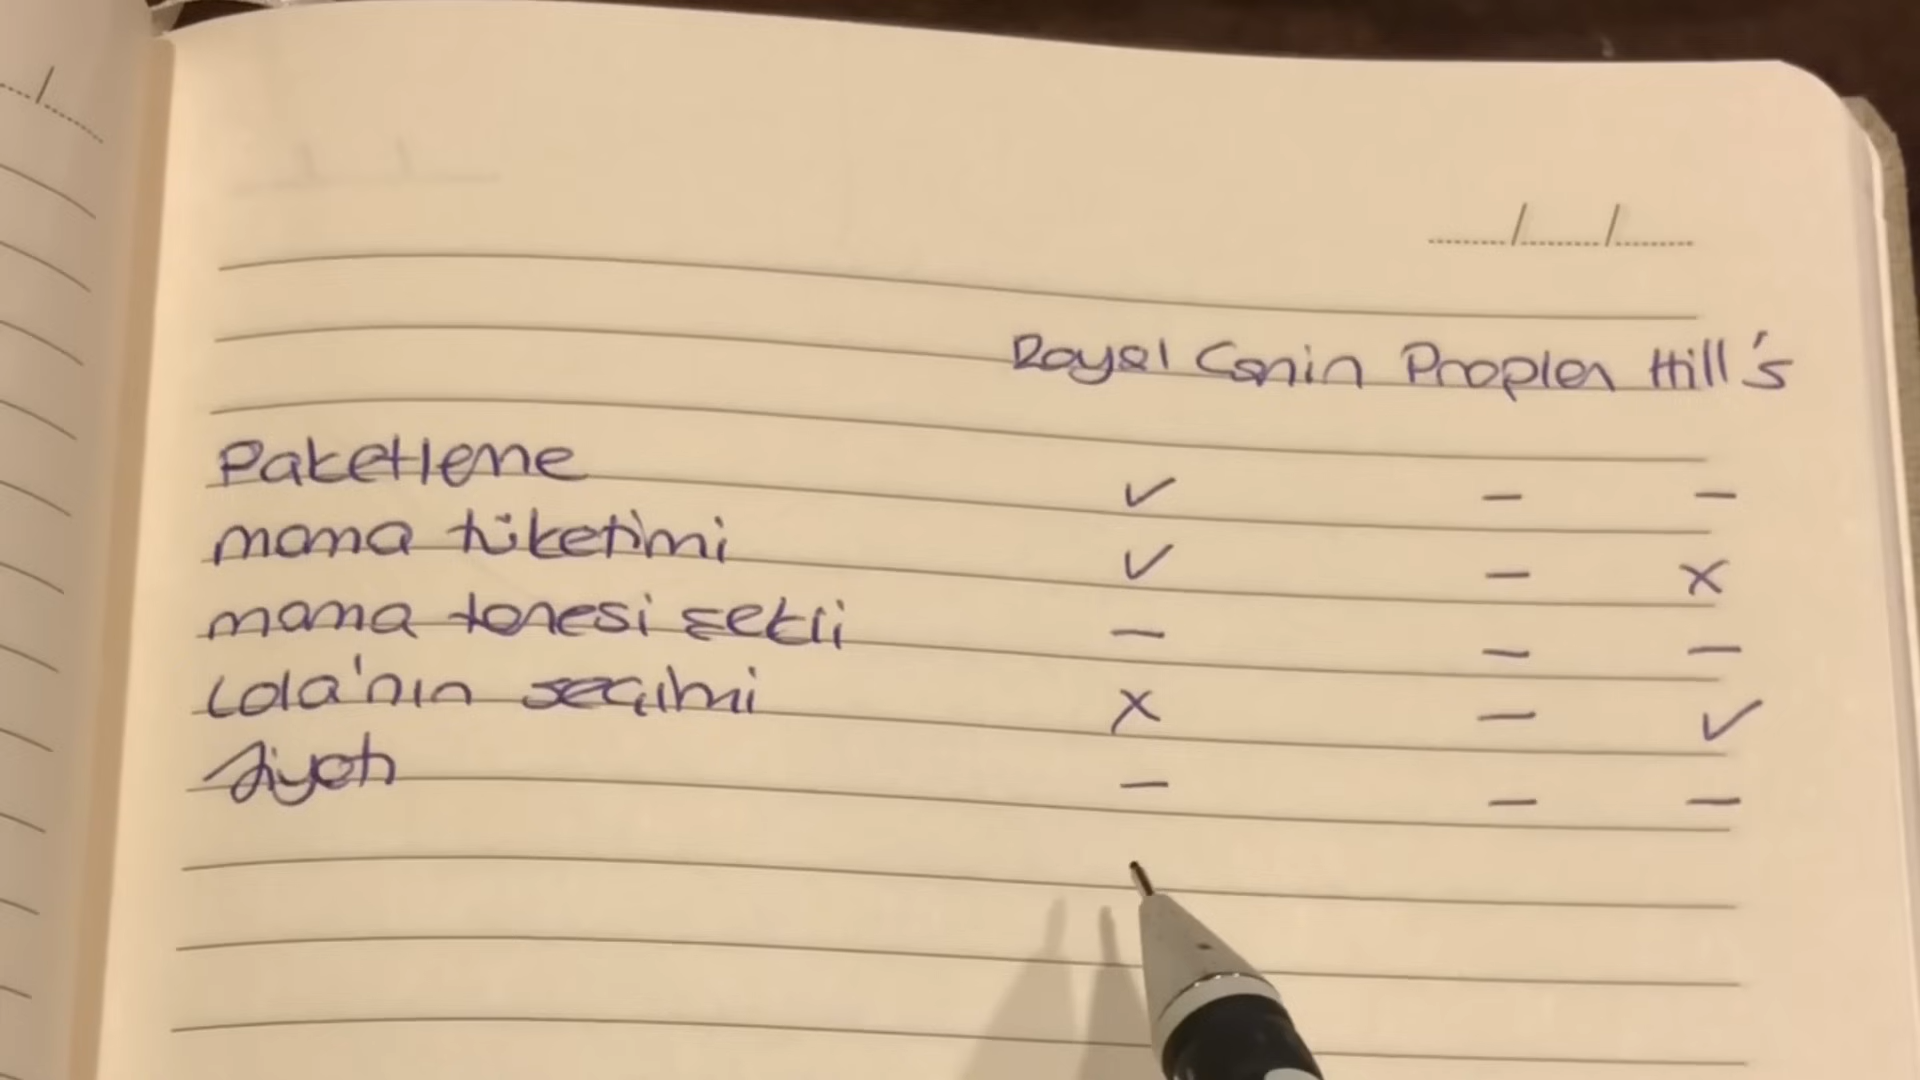 Royal Canin Proplan Hill's
Paketleme ✓ - -
mama tüketimi ✓ - x
mama tanesi şekli - - -
Lola'nın seçimi x - ✓
fiyatı - - -